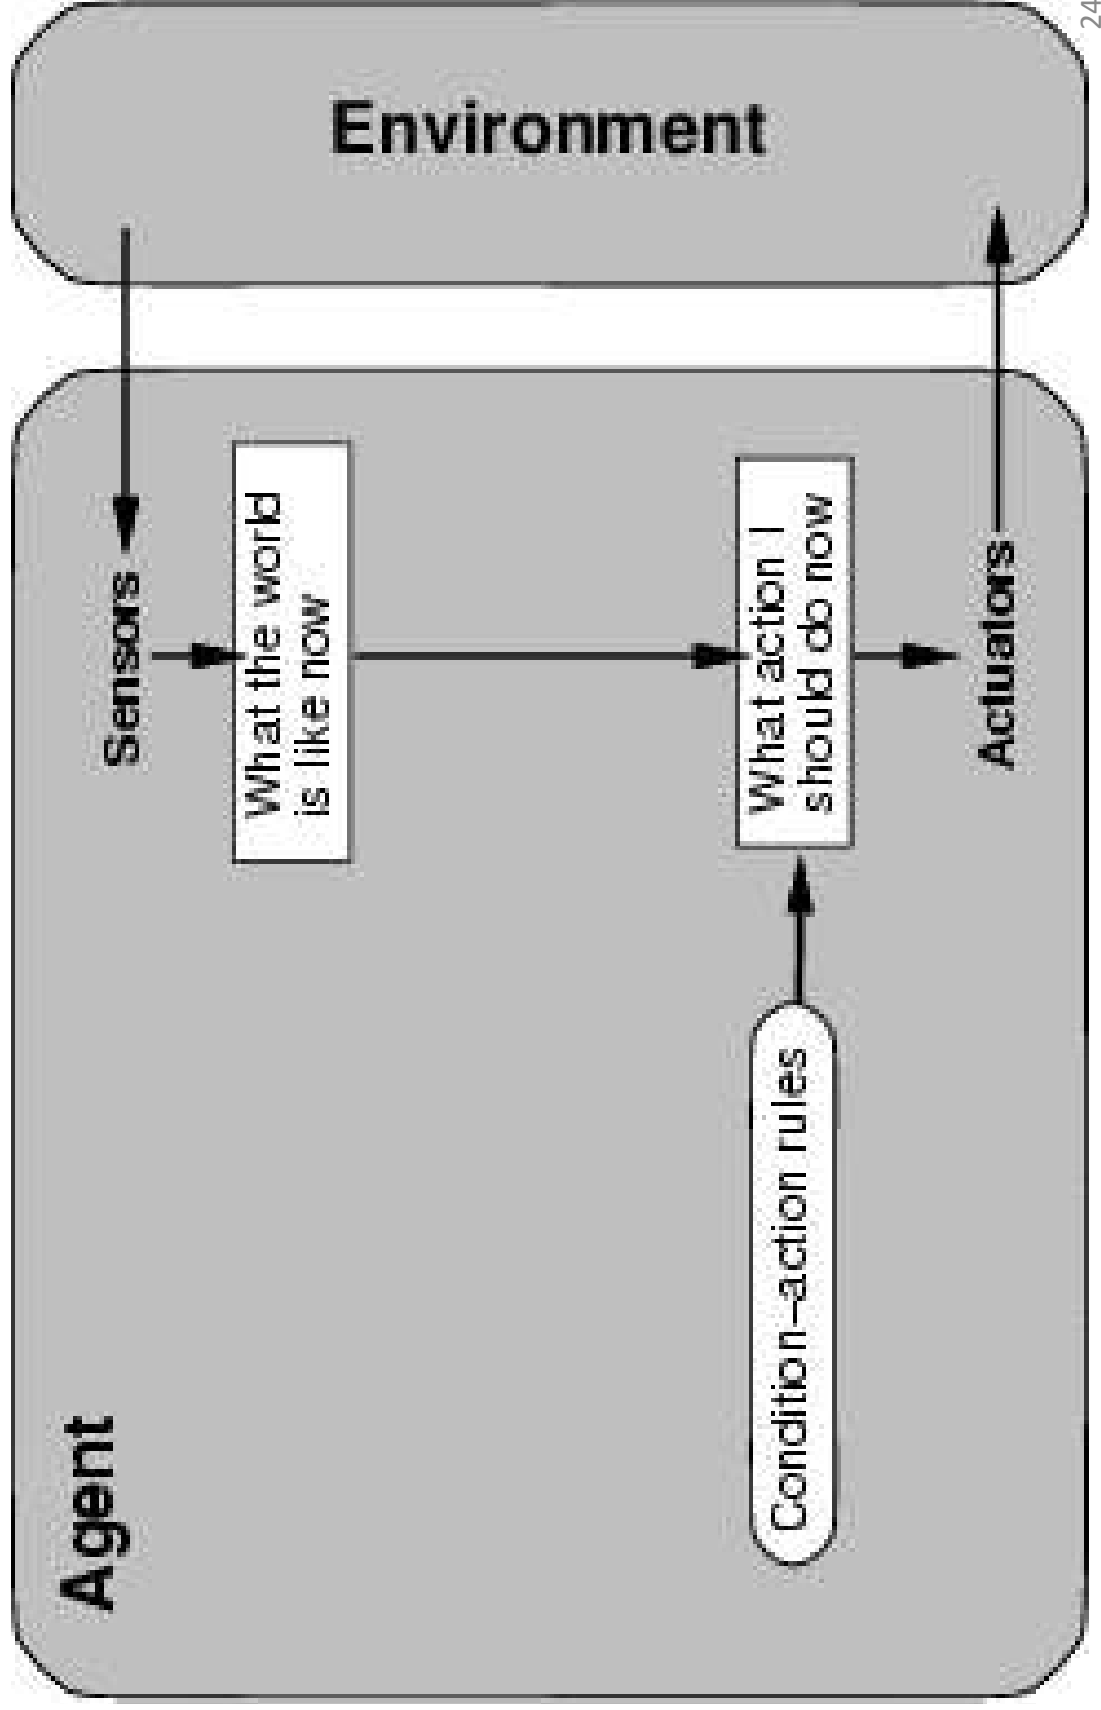 Agent
Sensors
What the world
is like now
Condition–action rules
What action I
should do now
Actuators
Environment
24